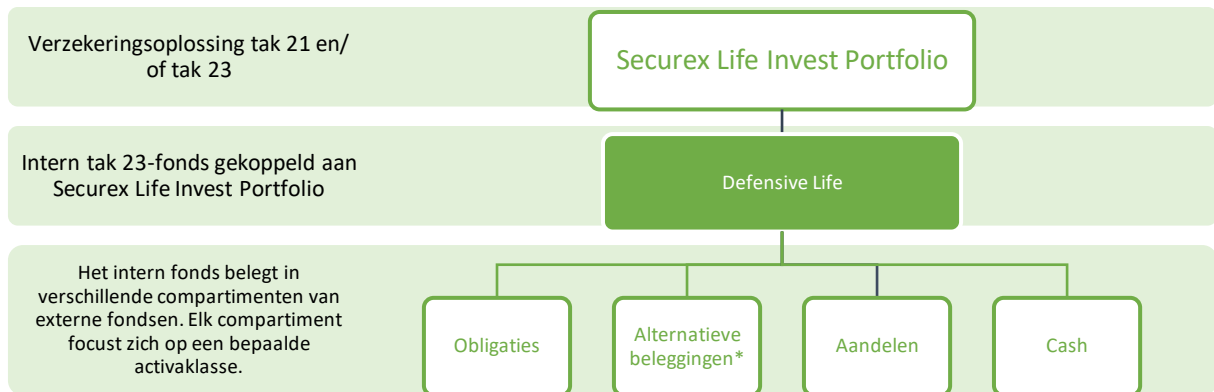 Verzekeringsoplossing tak 21 en/
of tak 23
Securex Life Invest Portfolio
Intern tak 23-fonds gekoppeld aan
Securex Life Invest Portfolio
Defensive Life
Het intern fonds belegt in
verschillende compartimenten van
externe fondsen. Elk compartiment
focust zich op een bepaalde
activaklasse.
Obligaties
Alternatieve
beleggingen*
Aandelen
Cash